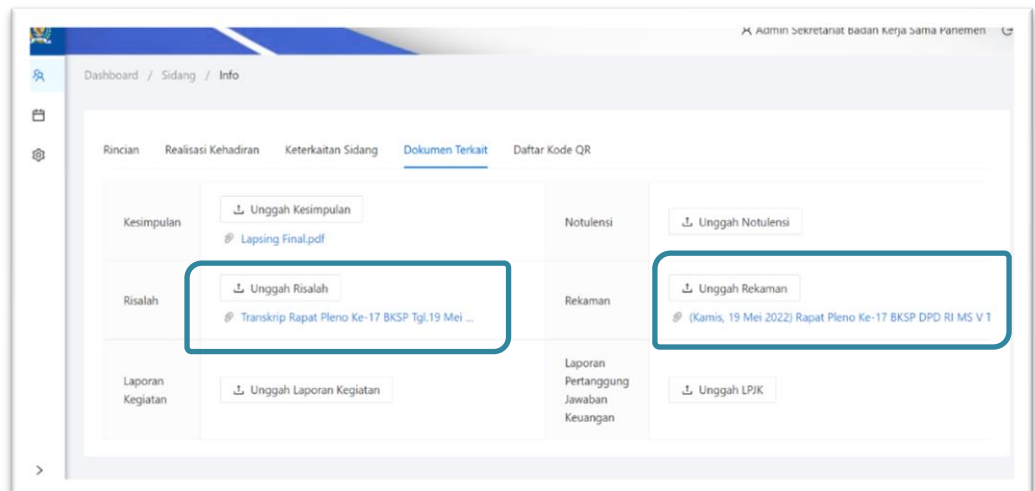 Admin Sekretariat Badan Kerja Sama Parlemen
Dashboard / Sidang / Info
Rincian Realisasi Kehadiran Keterkaitan Sidang Dokumen Terkait Daftar Kode QR
Kesimpulan
Unggah Kesimpulan
Lapsing Final.pdf
Notulensi
Unggah Notulensi
Risalah
Unggah Risalah
Transkrip Rapat Pleno Ke-17 BKSP Tgl.19 Mei ...
Rekaman
Unggah Rekaman
(Kamis, 19 Mei 2022) Rapat Pleno Ke-17 BKSP DPD RI MS V 1
Laporan
Kegiatan
Unggah Laporan Kegiatan
Laporan
Pertanggung
Jawaban
Keuangan
Unggah LPJK